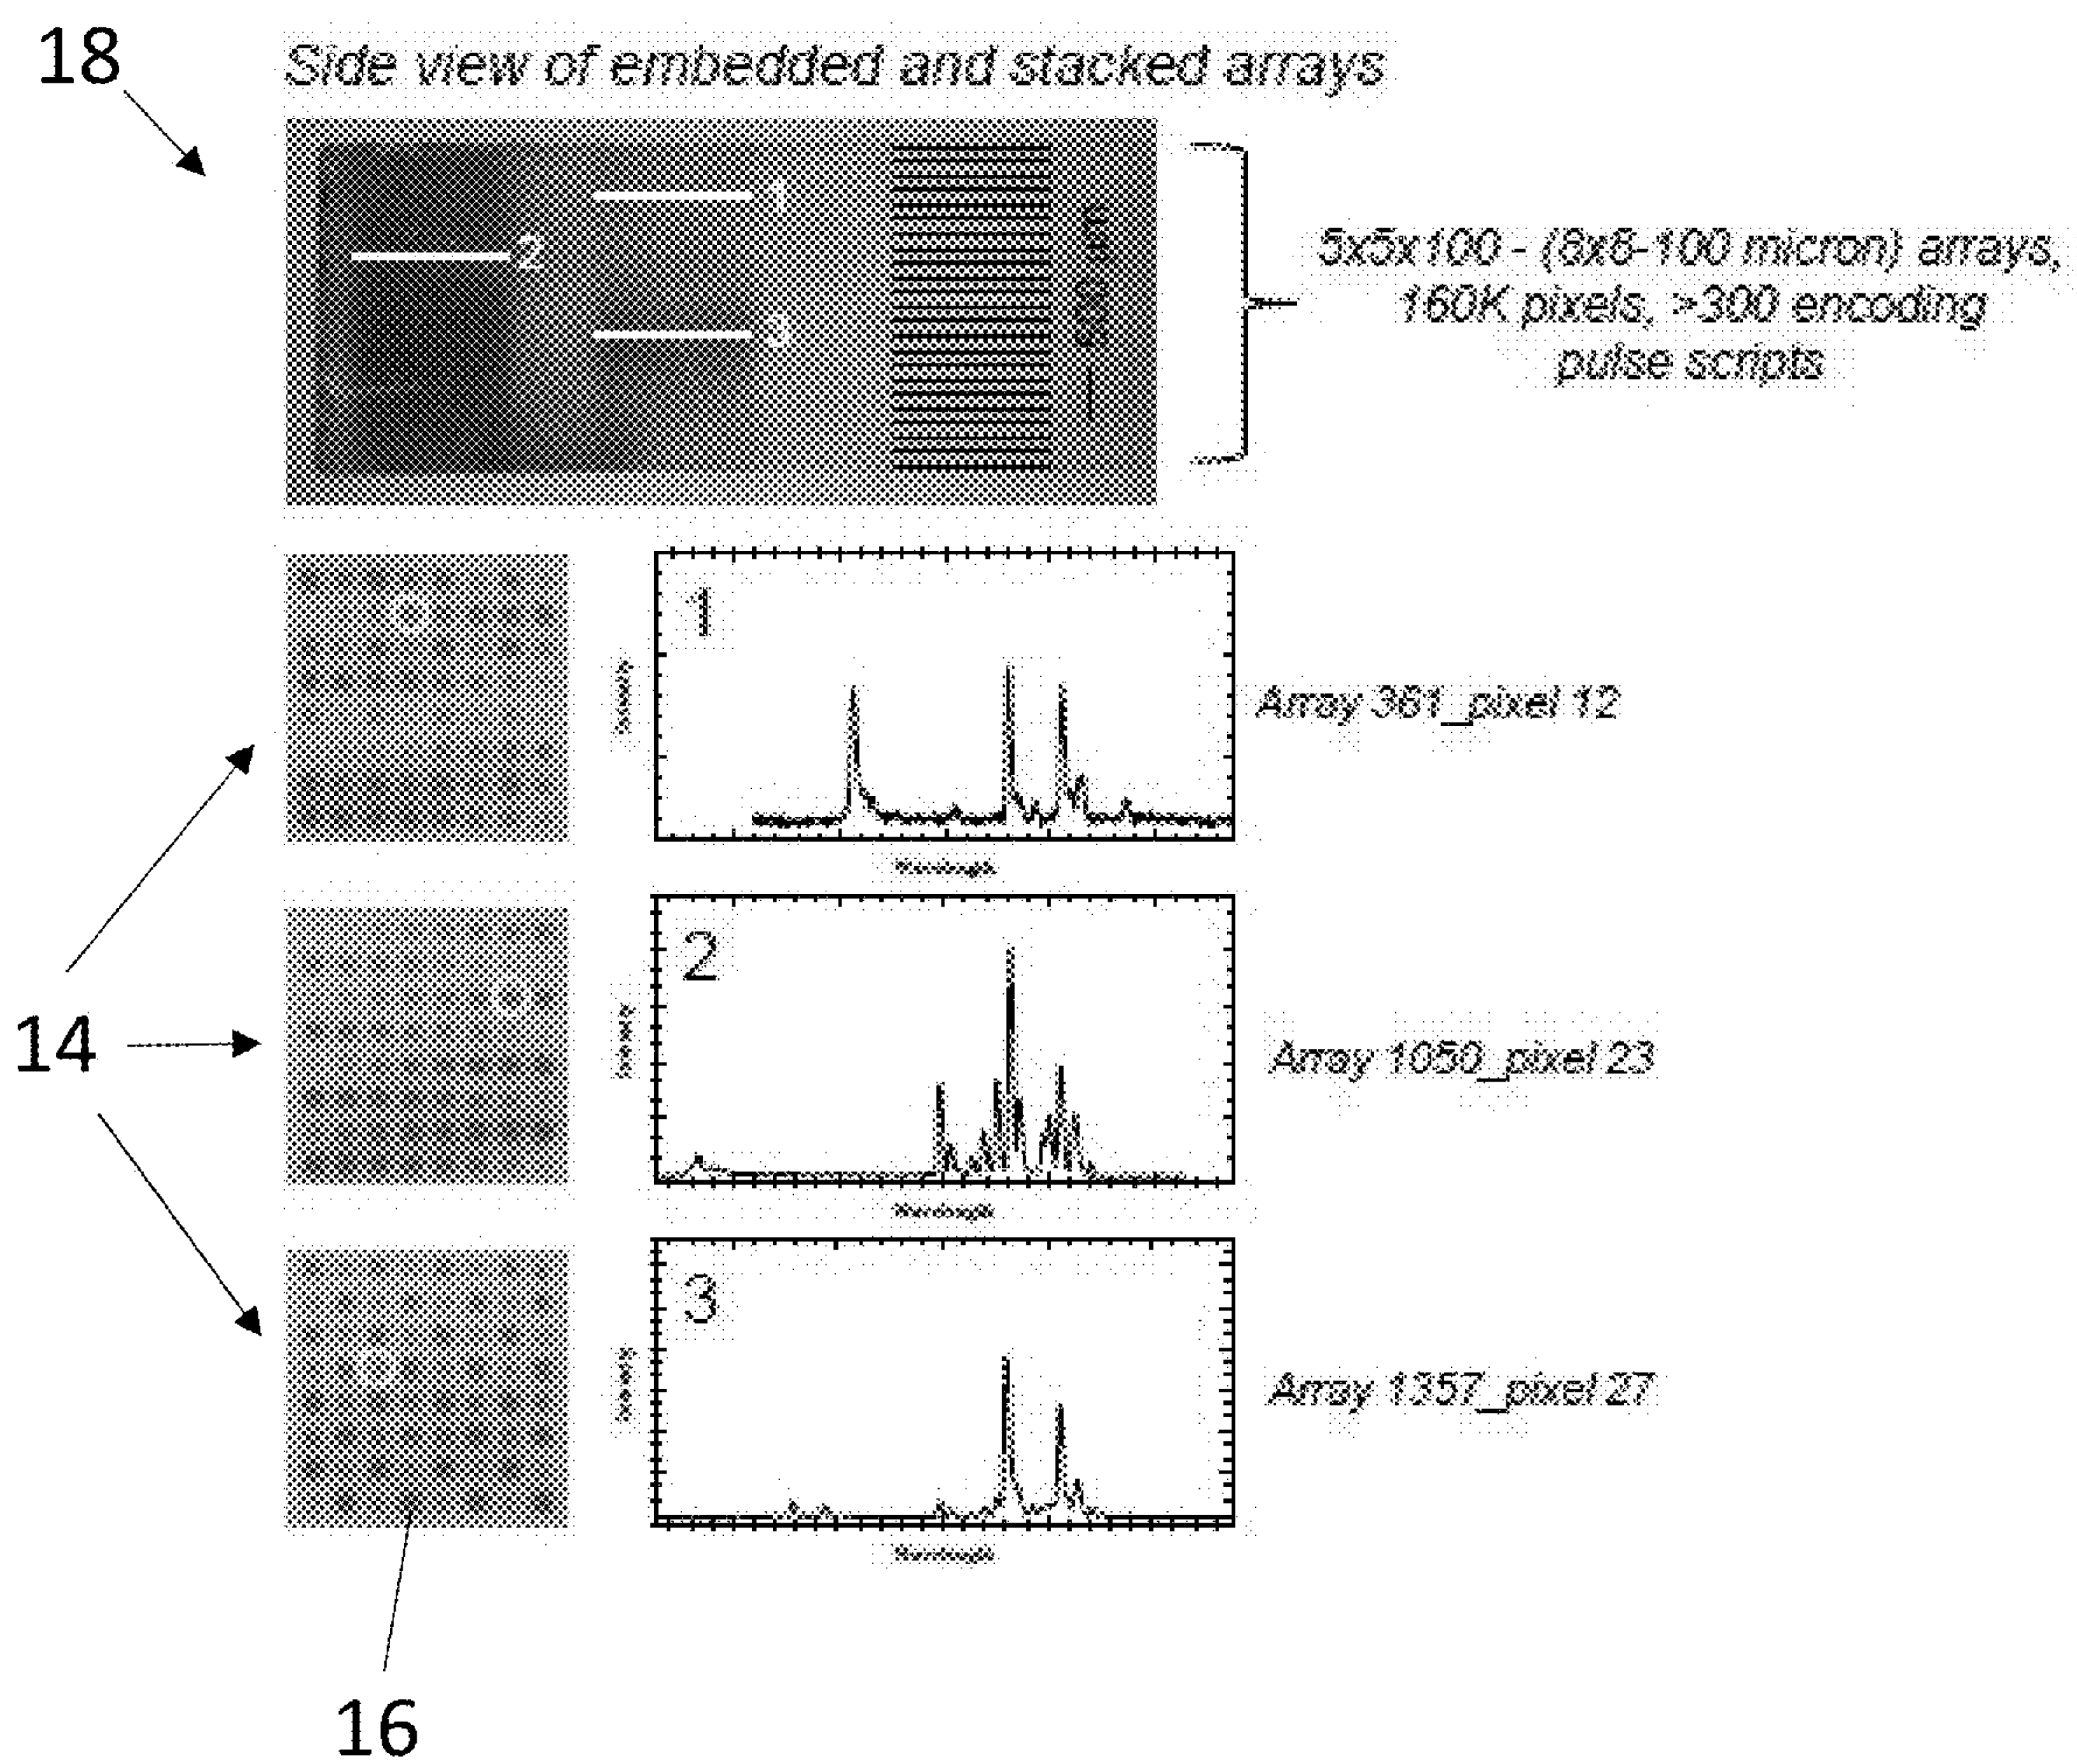 18
Side view of embedded and stacked arrays
1
2
3
5x5x100 - (8x8-100 micron) arrays,
160K pixels, >300 encoding
pulse scripts
1
Array 361_pixel 12
14
2
Array 1050_pixel 23
3
Array 1357_pixel 27
16